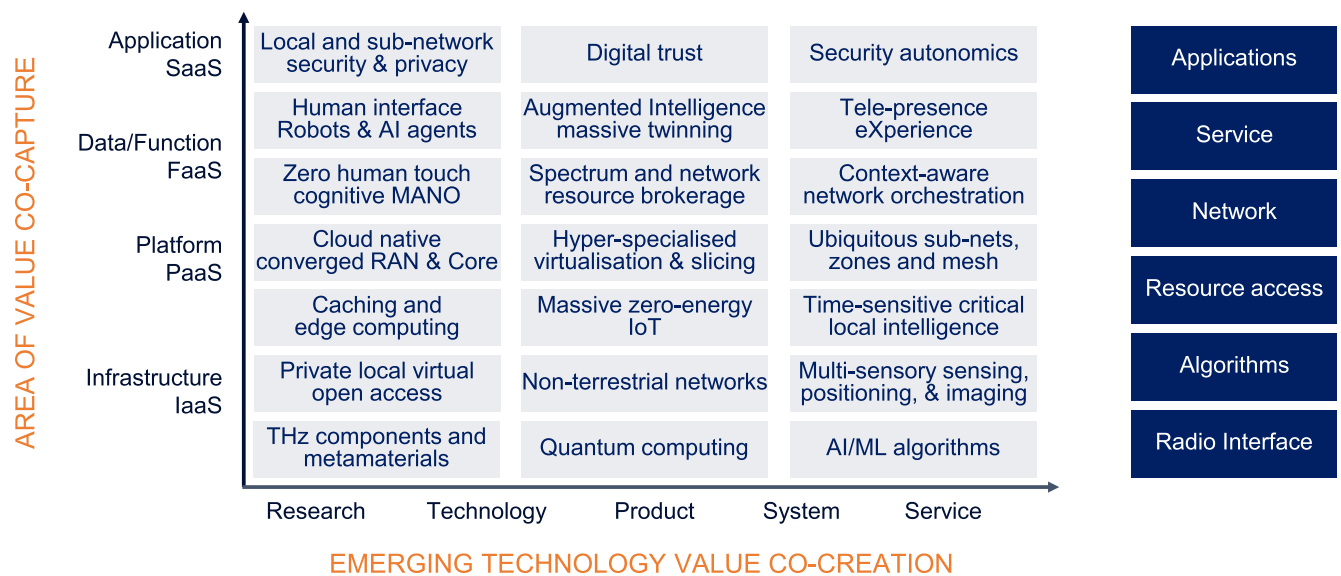 AREA OF VALUE CO-CAPTURE
Application
SaaS
Data/Function
FaaS
Platform
PaaS
Infrastructure
IaaS
Local and sub-network
security & privacy
Digital trust
Security autonomics
Human interface
Robots & AI agents
Augmented Intelligence
massive twinning
Tele-presence
eXperience
Zero human touch
cognitive MANO
Spectrum and network
resource brokerage
Context-aware
network orchestration
Cloud native
converged RAN & Core
Hyper-specialised
virtualisation & slicing
Ubiquitous sub-nets,
zones and mesh
Caching and
edge computing
Massive zero-energy
IoT
Time-sensitive critical
local intelligence
Private local virtual
open access
Non-terrestrial networks
Multi-sensory sensing,
positioning, & imaging
THz components and
metamaterials
Quantum computing
AI/ML algorithms
Research
Technology
Product
System
Service
EMERGING TECHNOLOGY VALUE CO-CREATION
Applications
Service
Network
Resource access
Algorithms
Radio Interface